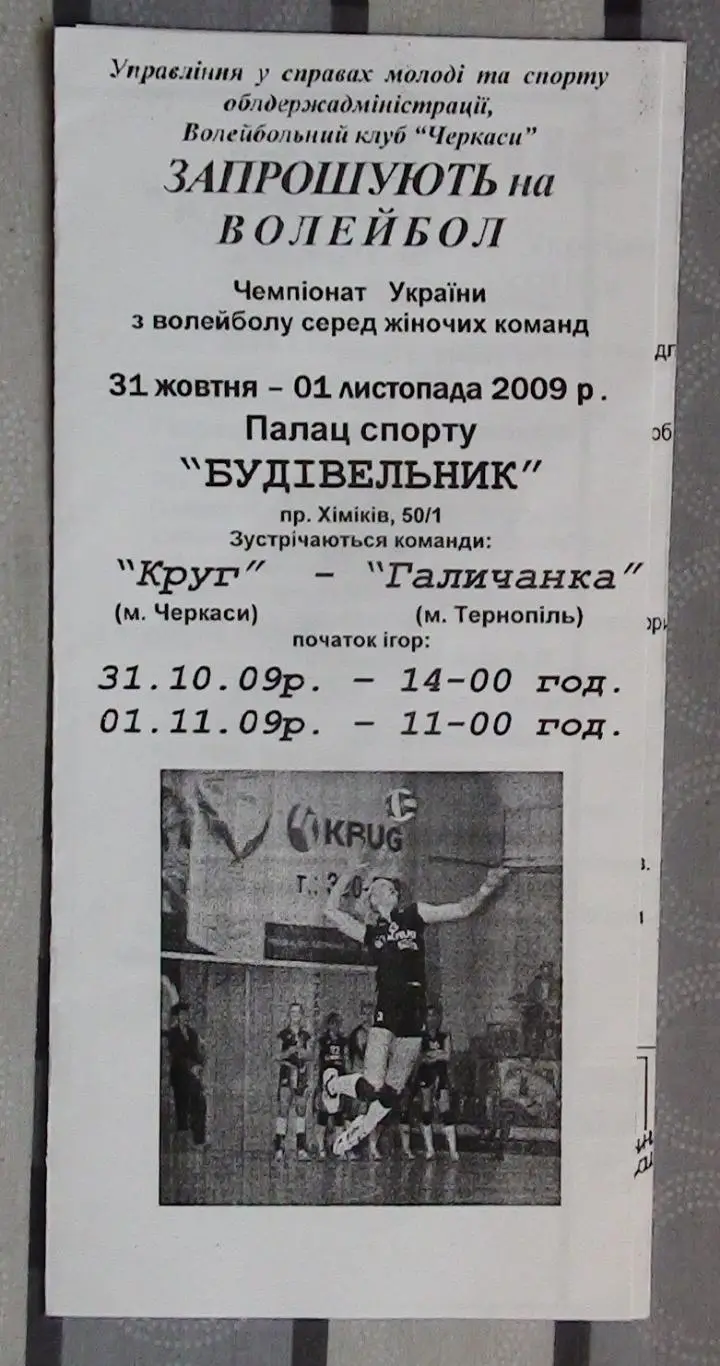 Управління у справах молоді та спорту
облдержадміністрації,
Волейбольний клуб “Черкаси”
ЗАПРОШУЮТЬ на
ВОЛЕЙБОЛ
Чемпіонат України
з волейболу серед жіночих команд
31 жовтня – 01 листопада 2009 р.
Палац спорту
“БУДІВЕЛЬНИК”
пр. Хіміків, 50/1
Зустрічаються команди:
“Круг” – “Галичанка”
(м. Черкаси) (м. Тернопіль)
початок ігор:
31.10.09р. – 14-00 год.
01.11.09р. – 11-00 год.
KRUG